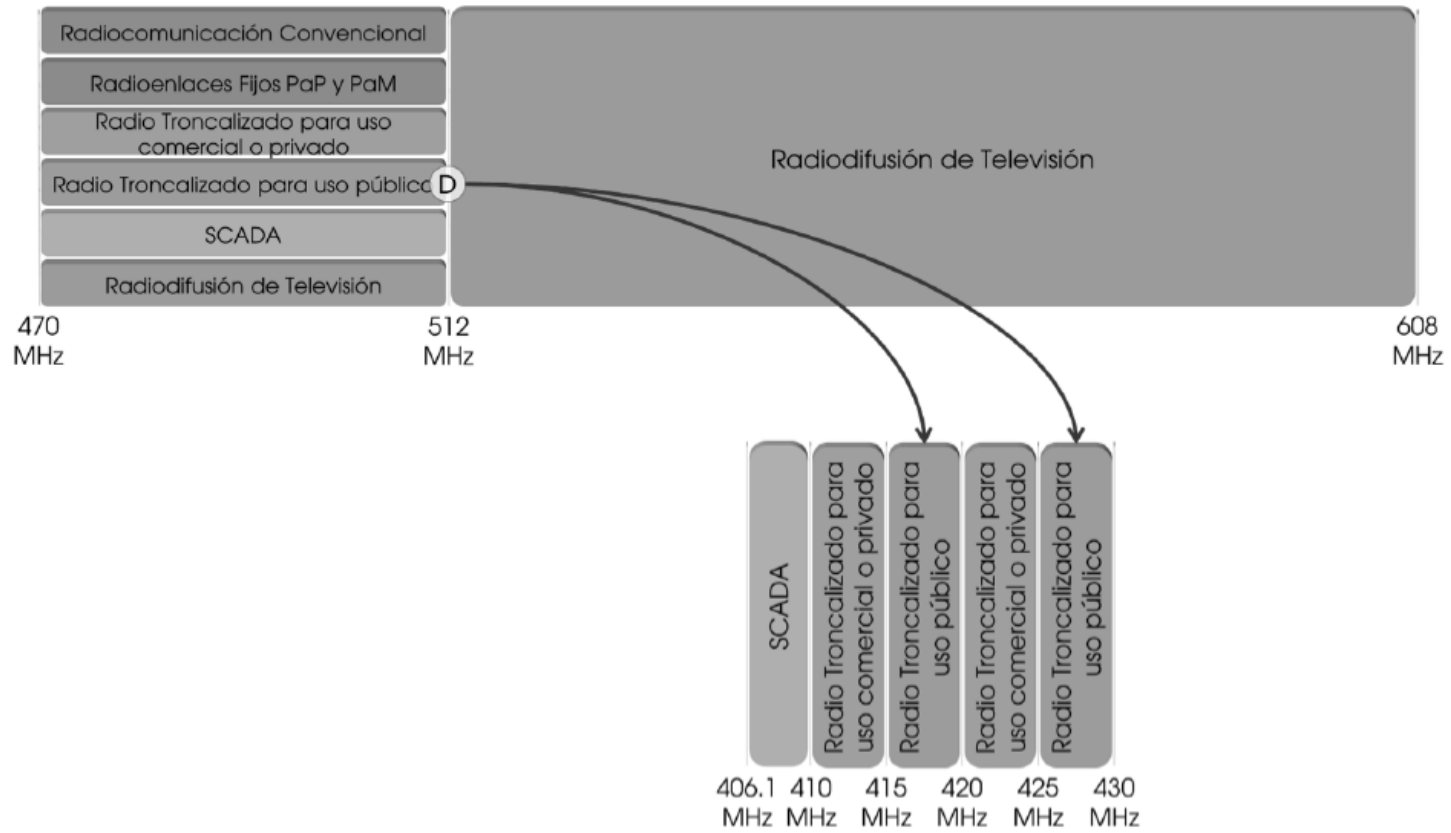 Radiocomunicación Convencional
Radioenlaces Fijos PaP y PaM
Radio Troncalizado para uso
comercial o privado
Radio Troncalizado para uso público
D
SCADA
Radiodifusión de Televisión
Radiodifusión de Televisión
470
MHz
512
MHz
608
MHz
SCADA
Radio Troncalizado para
uso comercial o privado
Radio Troncalizado para
uso público
Radio Troncalizado para
uso comercial o privado
Radio Troncalizado para
uso público
406.1
MHz
410
MHz
415
MHz
420
MHz
425
MHz
430
MHz